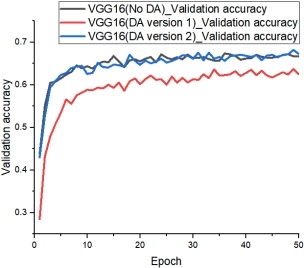 VGG16(No DA)_Validation accuracy
VGG16(DA version 1)_Validation accuracy
VGG16(DA version 2)_Validation accuracy
0.7
0.6
0.5
0.4
0.3
Validation accuracy
0 10 20 30 40 50
Epoch